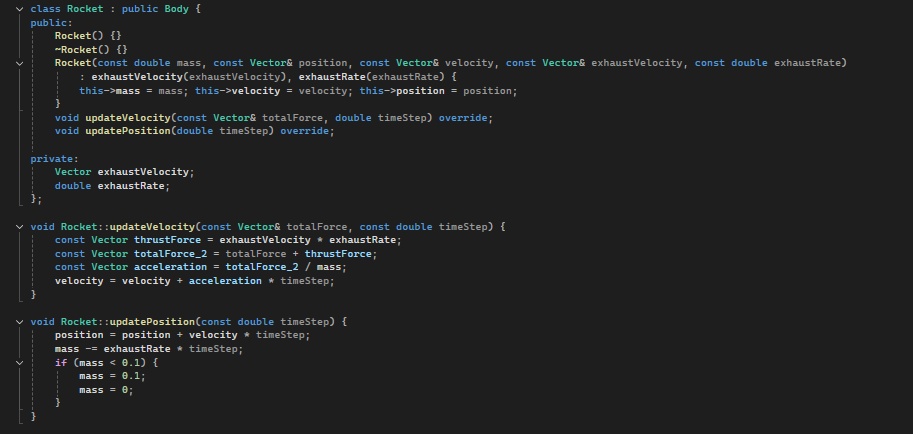 class Rocket : public Body {
public:
    Rocket() {}
    ~Rocket() {}
    Rocket(const double mass, const Vector& position, const Vector& velocity, const Vector& exhaustVelocity, const double exhaustRate)
        : exhaustVelocity(exhaustVelocity), exhaustRate(exhaustRate) {
        this->mass = mass; this->velocity = velocity; this->position = position;
    }
    void updateVelocity(const Vector& totalForce, double timeStep) override;
    void updatePosition(double timeStep) override;

private:
    Vector exhaustVelocity;
    double exhaustRate;
};

void Rocket::updateVelocity(const Vector& totalForce, const double timeStep) {
    const Vector thrustForce = exhaustVelocity * exhaustRate;
    const Vector totalForce_2 = totalForce + thrustForce;
    const Vector acceleration = totalForce_2 / mass;
    velocity = velocity + acceleration * timeStep;
}

void Rocket::updatePosition(const double timeStep) {
    position = position + velocity * timeStep;
    mass -= exhaustRate * timeStep;
    if (mass < 0.1) {
        mass = 0.1;
        mass = 0;
    }
}